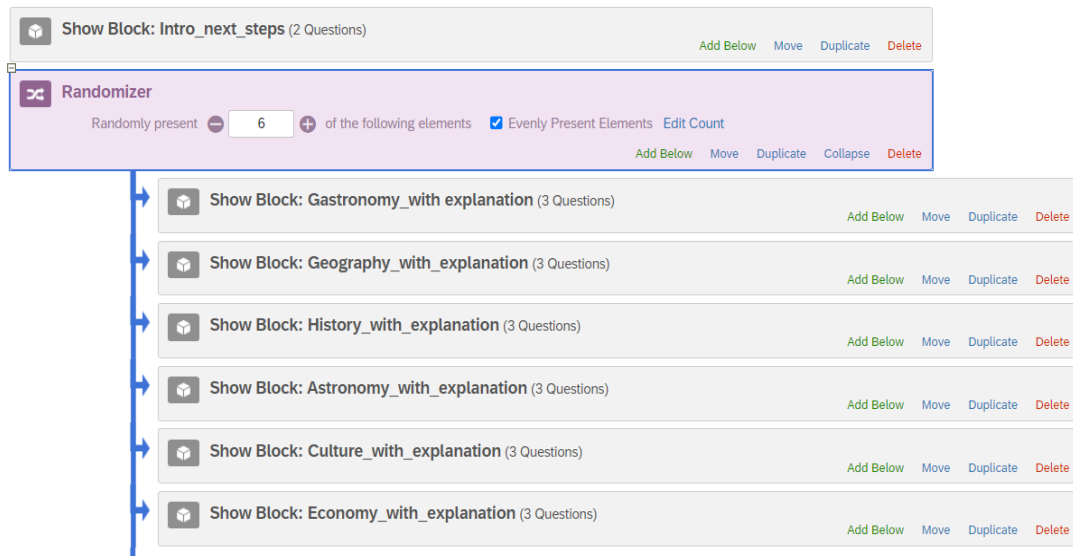 Show Block: Intro_next_steps (2 Questions)
Add Below Move Duplicate Delete
Randomizer
Randomly present 6 of the following elements Evenly Present Elements Edit Count
Add Below Move Duplicate Collapse Delete
Show Block: Gastronomy_with explanation (3 Questions)
Add Below Move Duplicate Delete
Show Block: Geography_with_explanation (3 Questions)
Add Below Move Duplicate Delete
Show Block: History_with_explanation (3 Questions)
Add Below Move Duplicate Delete
Show Block: Astronomy_with_explanation (3 Questions)
Add Below Move Duplicate Delete
Show Block: Culture_with_explanation (3 Questions)
Add Below Move Duplicate Delete
Show Block: Economy_with_explanation (3 Questions)
Add Below Move Duplicate Delete